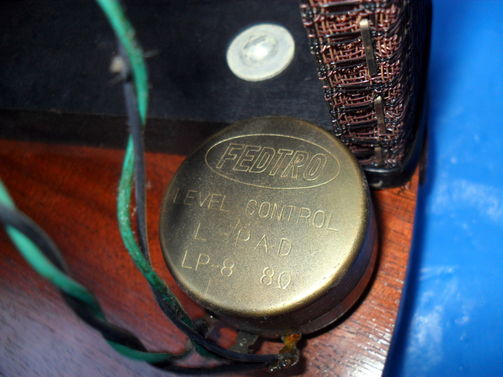 FEDTRO
LEVEL CONTROL
L-PAD
LP-8 8Ω